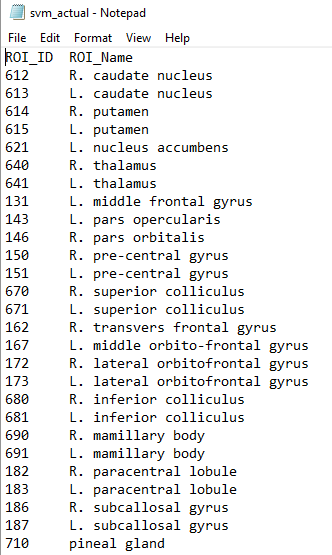 svm_actual - Notepad
File Edit Format View Help
ROI_ID ROI_Name
612 R. caudate nucleus
613 L. caudate nucleus
614 R. putamen
615 L. putamen
621 L. nucleus accumbens
640 R. thalamus
641 L. thalamus
131 L. middle frontal gyrus
143 L. pars opercularis
146 R. pars orbitalis
150 R. pre-central gyrus
151 L. pre-central gyrus
670 R. superior colliculus
671 L. superior colliculus
162 R. transvers frontal gyrus
167 L. middle orbito-frontal gyrus
172 R. lateral orbitofrontal gyrus
173 L. lateral orbitofrontal gyrus
680 R. inferior colliculus
681 L. inferior colliculus
690 R. mamillary body
691 L. mamillary body
182 R. paracentral lobule
183 L. paracentral lobule
186 R. subcallosal gyrus
187 L. subcallosal gyrus
710 pineal gland